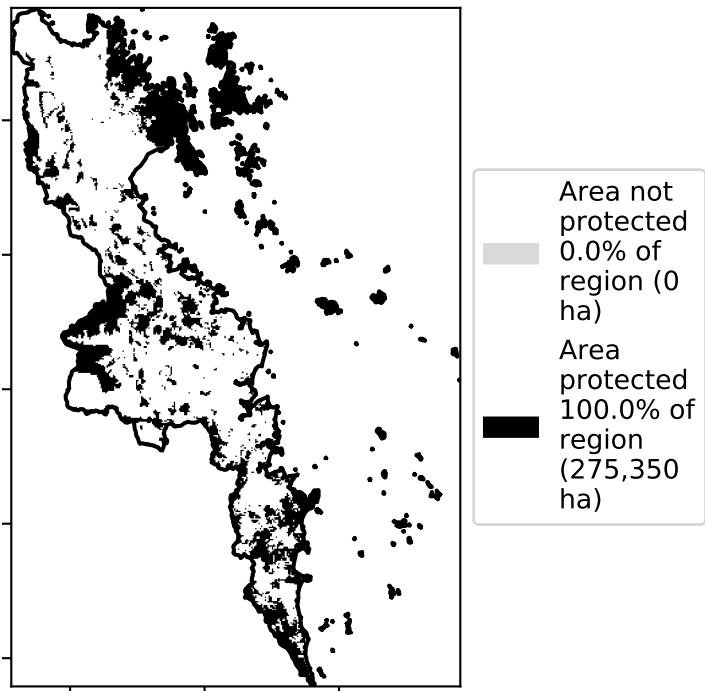 Area not
protected
0.0% of
region (0
ha)
Area
protected
100.0% of
region
(275,350
ha)